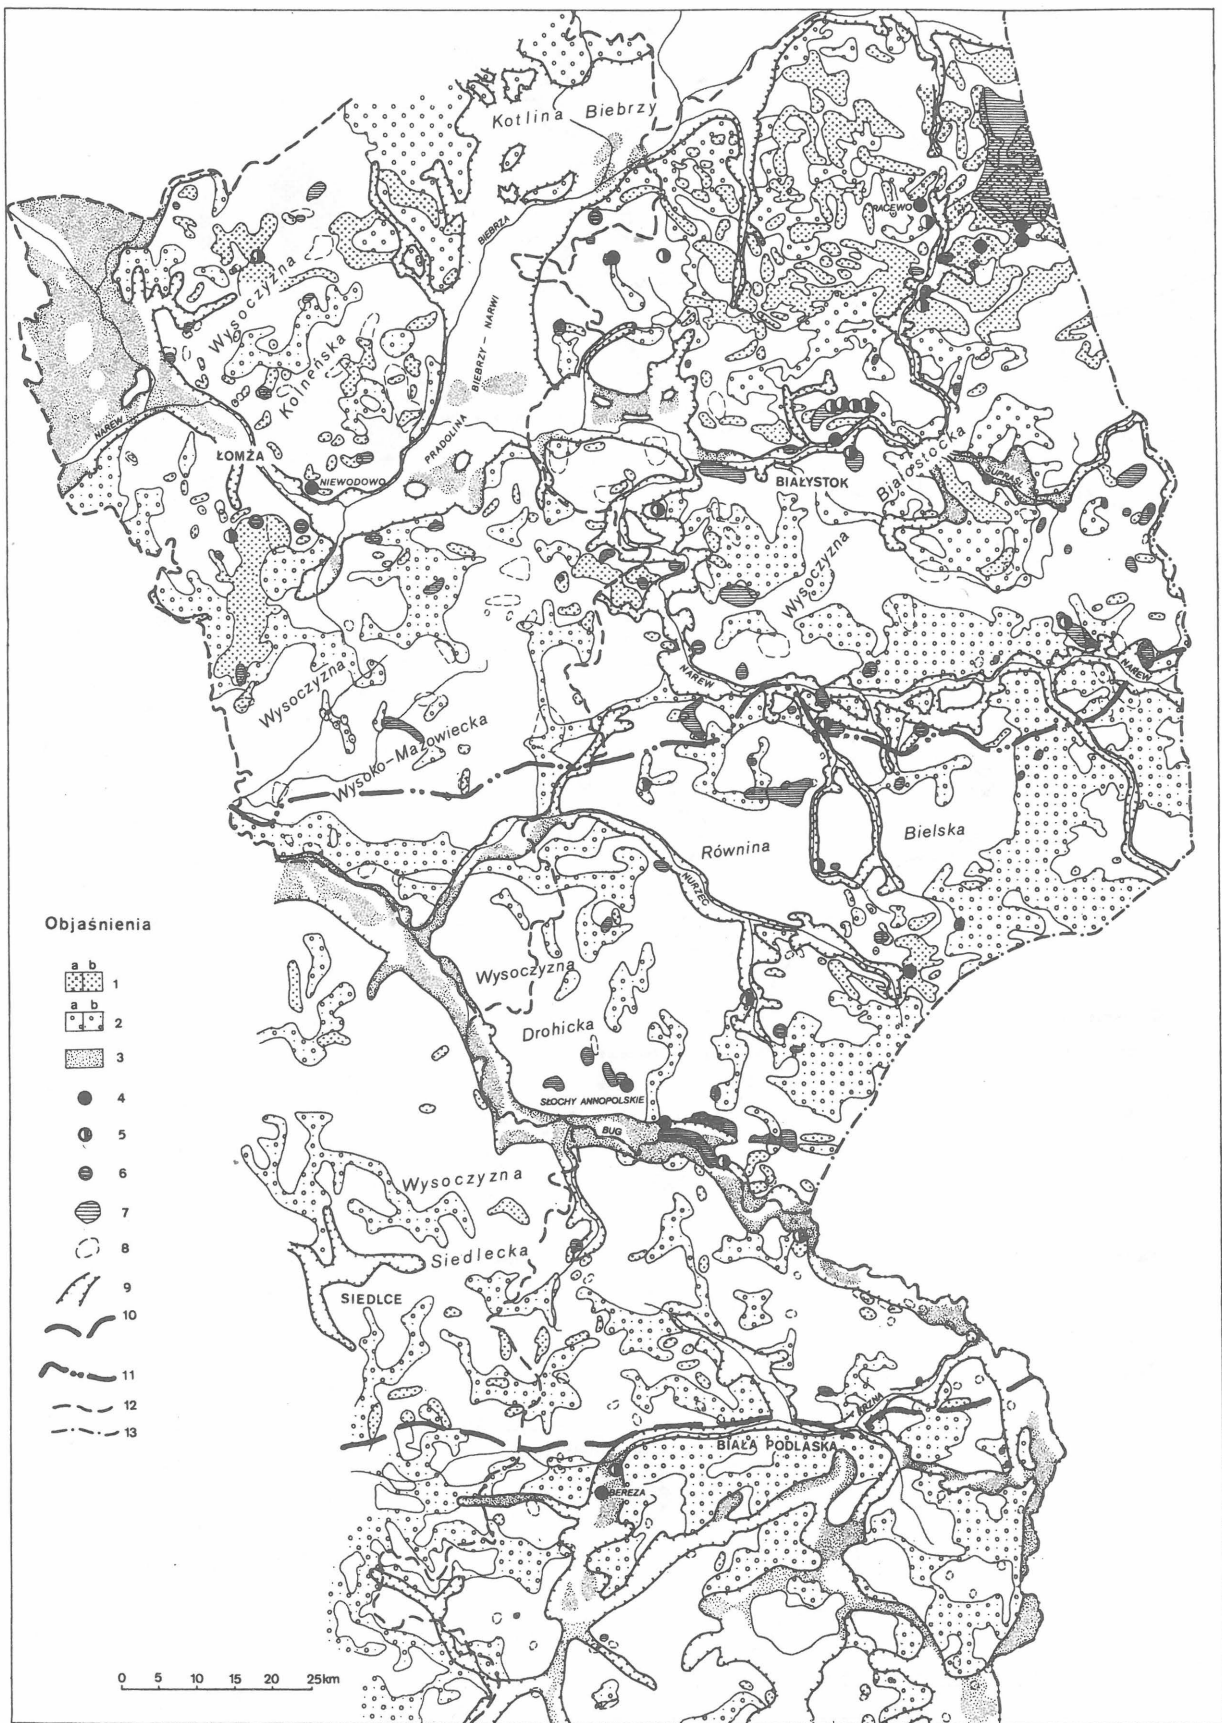 Kotlina Biebrzy
RACEWO
BIEBRZA
Wysoczyzna
Kolneńska
BIEBRZY – NARWI
PRADOLINA
NAREW
ŁOMŻA
NIEWODOWO
BIAŁYSTOK
Białostocka
SUPRAŚL
Wysoczyzna
Wysoczyzna
NAREW
NAREW
Wysoko-Mazowiecka
Bielska
Równina
NURZEC
Objaśnienia
a b
1
a b
2
3
4
5
6
7
8
9
10
11
12
13
Wysoczyzna
Drohicka
SŁOCHY ANNOPOLSKIE
BUG
Wysoczyzna
Siedlecka
SIEDLCE
KRZNA
BIAŁA PODLASKA
BEREZA
0 5 10 15 20 25km